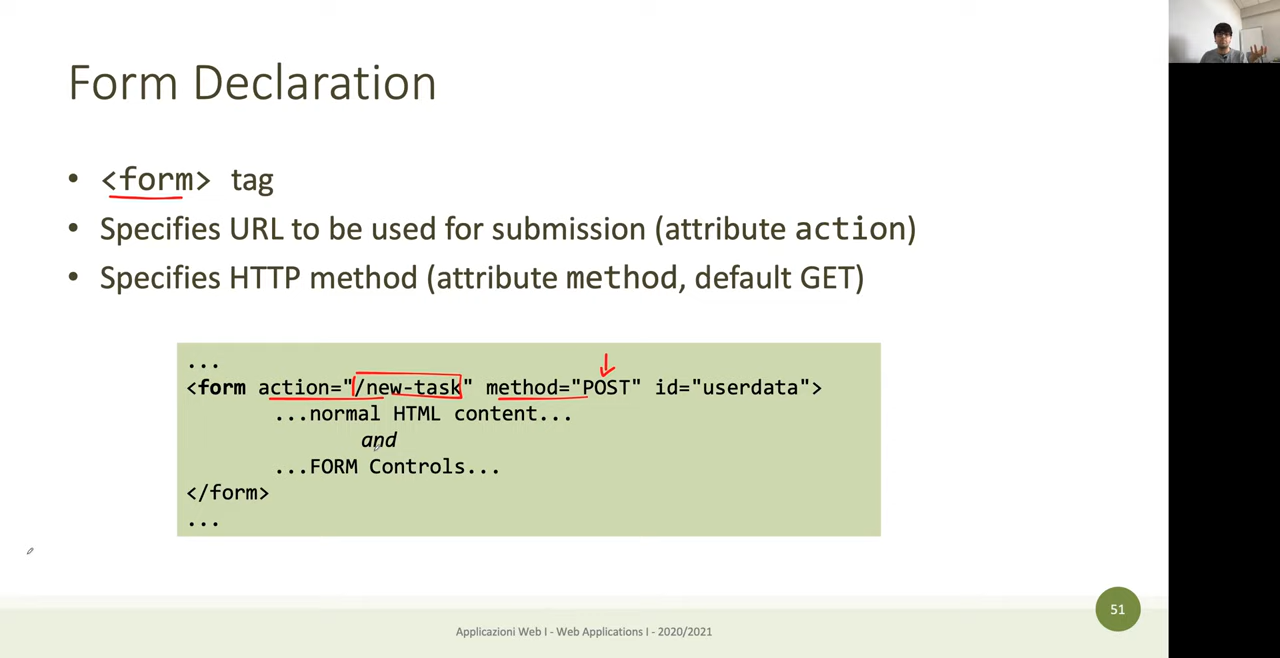 Form Declaration
• <form> tag
• Specifies URL to be used for submission (attribute action)
• Specifies HTTP method (attribute method, default GET)
...
<form action="/new-task" method="POST" id="userdata">
...normal HTML content...
and
...FORM Controls...
</form>
...
51
Applicazioni Web I - Web Applications I - 2020/2021